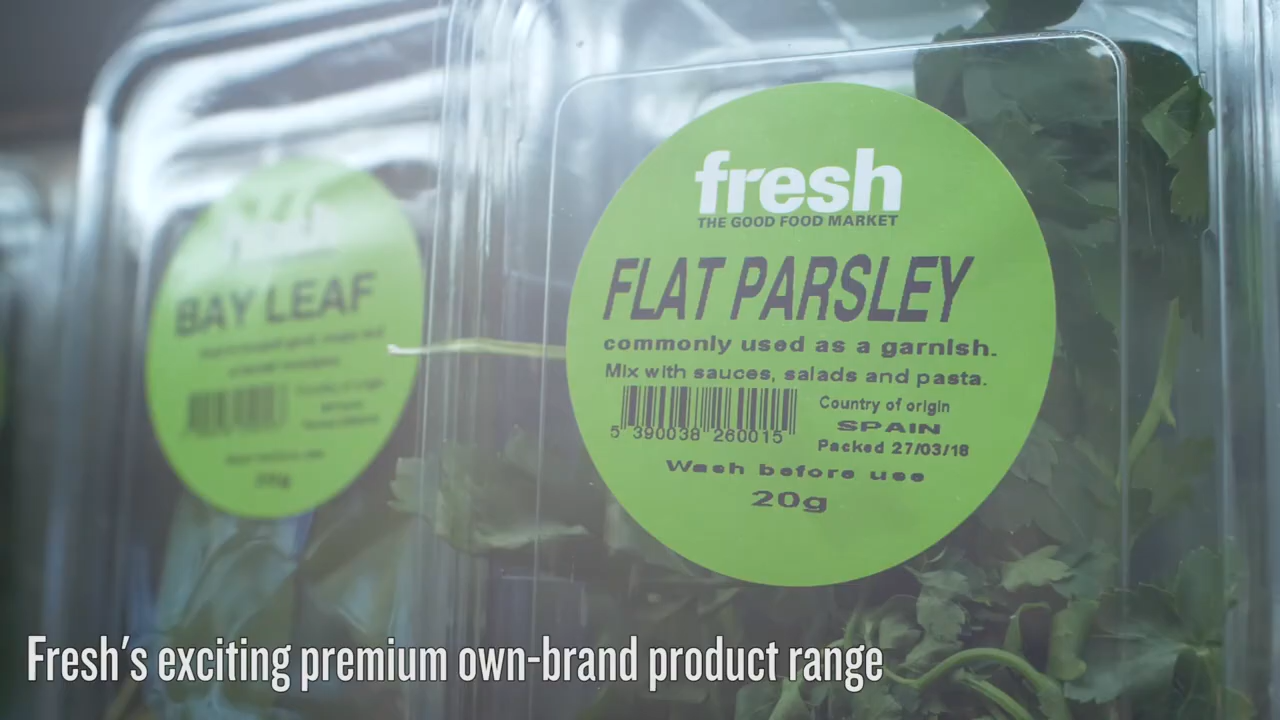 fresh
THE GOOD FOOD MARKET
FLAT PARSLEY
commonly used as a garnish.
Mix with sauces, salads and pasta.
5 390038 260015
Country of origin
SPAIN
Packed 27/03/18
Wash before use
20g
BAY LEAF
Fresh's exciting premium own-brand product range